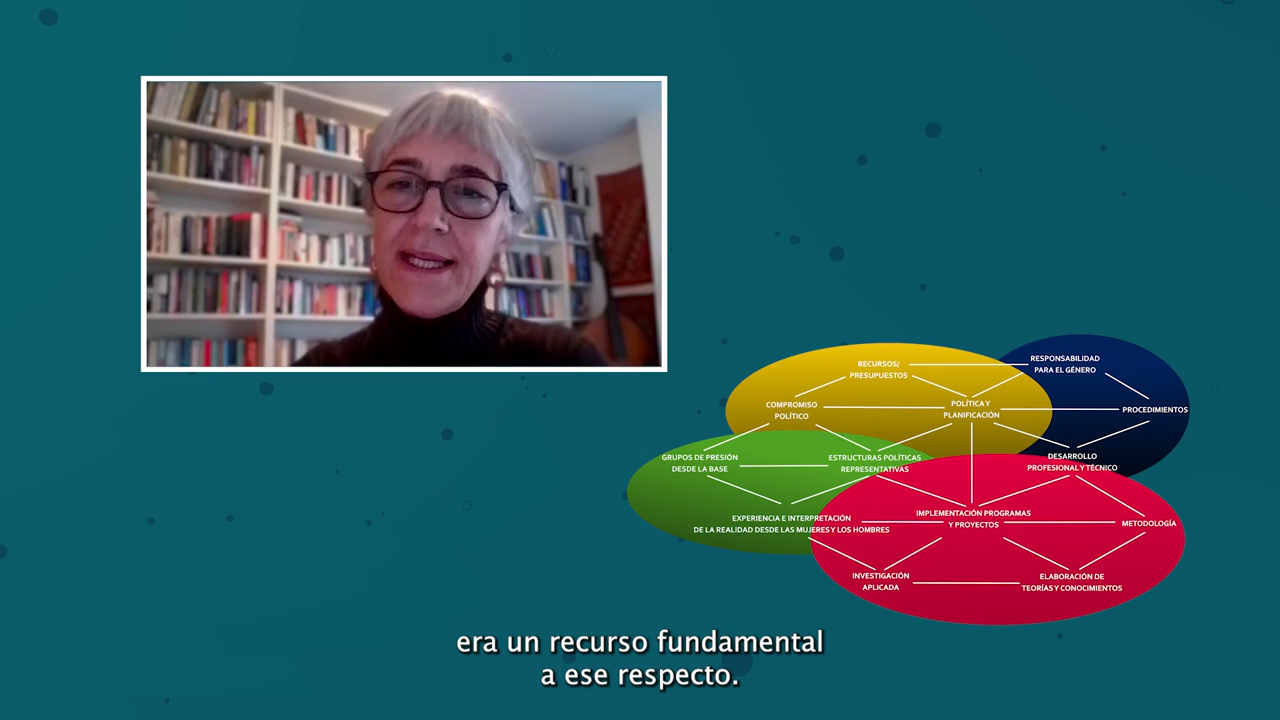 RECURSOS/
PRESUPUESTOS
RESPONSABILIDAD
PARA EL GÉNERO
COMPROMISO
POLÍTICO
POLÍTICA Y
PLANIFICACIÓN
PROCEDIMIENTOS
GRUPOS DE PRESIÓN
DESDE LA BASE
ESTRUCTURAS POLÍTICAS
REPRESENTATIVAS
DESARROLLO
PROFESIONAL Y TÉCNICO
EXPERIENCIA E INTERPRETACIÓN
DE LA REALIDAD DESDE LAS MUJERES Y LOS HOMBRES
IMPLEMENTACIÓN PROGRAMAS
Y PROYECTOS
METODOLOGÍA
INVESTIGACIÓN
APLICADA
ELABORACIÓN DE
TEORÍAS Y CONOCIMIENTOS
era un recurso fundamental
a ese respecto.